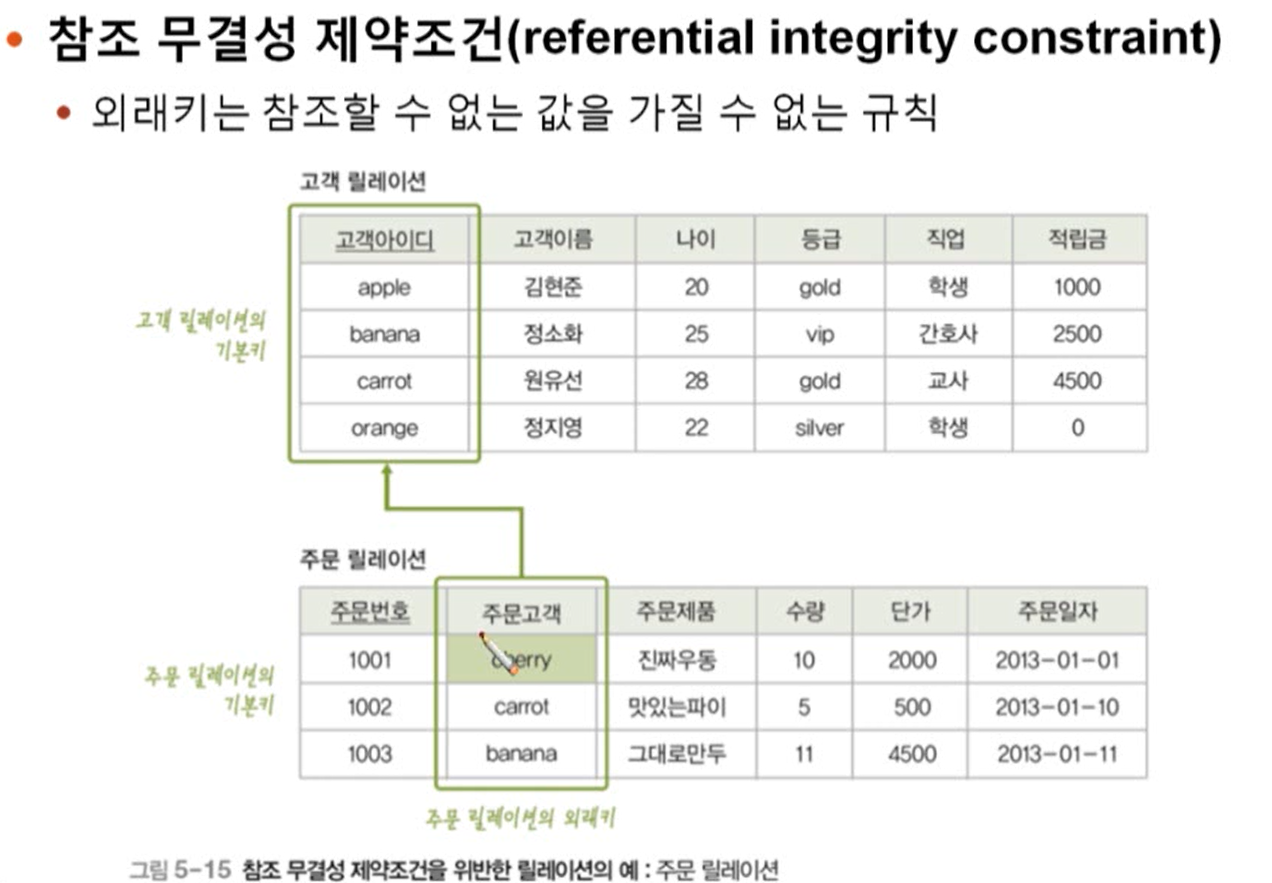 참조 무결성 제약조건(referential integrity constraint)
외래키는 참조할 수 없는 값을 가질 수 없는 규칙
고객 릴레이션
고객아이디 고객이름 나이 등급 직업 적립금
apple 김현준 20 gold 학생 1000
banana 정소화 25 vip 간호사 2500
carrot 원유선 28 gold 교사 4500
orange 정지영 22 silver 학생 0
고객 릴레이션의
기본키
주문 릴레이션
주문번호 주문고객 주문제품 수량 단가 주문일자
1001 cherry 진짜우동 10 2000 2013-01-01
1002 carrot 맛있는파이 5 500 2013-01-10
1003 banana 그대로만두 11 4500 2013-01-11
주문 릴레이션의
기본키
주문 릴레이션의 외래키
그림 5-15 참조 무결성 제약조건을 위반한 릴레이션의 예 : 주문 릴레이션